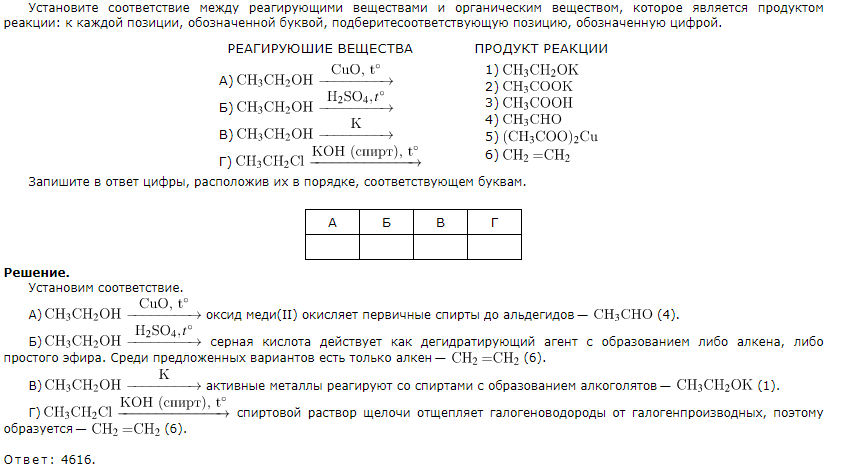 Установите соответствие между реагирующими веществами и органическим веществом, которое является продуктом
реакции: к каждой позиции, обозначенной буквой, подберитесоответствующую позицию, обозначенную цифрой.
РЕАГИРУЮШИЕ ВЕЩЕСТВА
А) CH₃CH₂OH CuO, t°
Б) CH₃CH₂OH H₂SO₄, t°
В) CH₃CH₂OH K
Г) CH₃CH₂Cl KOH (спирт), t°
ПРОДУКТ РЕАКЦИИ
1) CH₃CH₂OK
2) CH₃COOK
3) CH₃COOH
4) CH₃CHO
5) (CH₃COO)₂Cu
6) CH₂ =CH₂
Запишите в ответ цифры, расположив их в порядке, соответствующем буквам.
А Б В Г
Решение.
Установим соответствие.
А) CH₃CH₂OH CuO, t° оксид меди(II) окисляет первичные спирты до альдегидов — CH₃CHO (4).
Б) CH₃CH₂OH H₂SO₄, t° серная кислота действует как дегидратирующий агент с образованием либо алкена, либо
простого эфира. Среди предложенных вариантов есть только алкен — CH₂ =CH₂ (6).
В) CH₃CH₂OH K активные металлы реагируют со спиртами с образованием алкоголятов — CH₃CH₂OK (1).
Г) CH₃CH₂Cl KOH (спирт), t° спиртовой раствор щелочи отщепляет галогеноводороды от галогенпроизводных, поэтому
образуется — CH₂ =CH₂ (6).
Ответ: 4616.